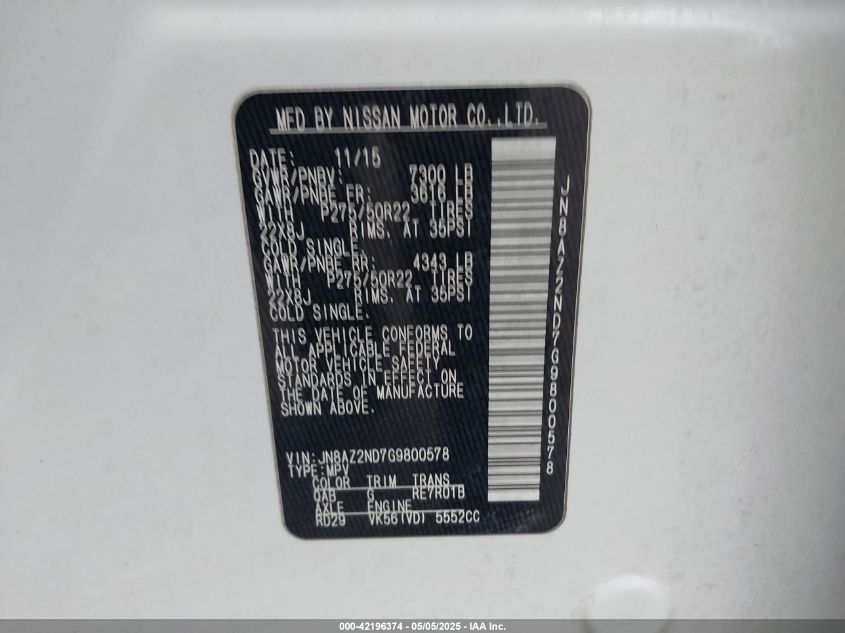 MFD BY NISSAN MOTOR CO.,LTD.
DATE: 11/15
GVWR/PNBV: 7300 LB
GAWR/PNBE FR: 3616 LB
WITH P275/50R22 TIRES
22X8J RIMS, AT 35PSI
COLD SINGLE.
GAWR/PNBE RR: 4343 LB
WITH P275/50R22 TIRES
22X8J RIMS, AT 35PSI
COLD SINGLE.
THIS VEHICLE CONFORMS TO
ALL APPLICABLE FEDERAL
MOTOR VEHICLE SAFETY
STANDARDS IN EFFECT ON
THE DATE OF MANUFACTURE
SHOWN ABOVE.
VIN:JN8AZ2ND7G9800578
TYPE:MPV
COLOR TRIM TRANS
QAB G RE7R01B
AXLE ENGINE
RD29 VK56(VD) 5552CC
JN8AZ2ND7G9800578
000-42196374 - 05/05/2025 - IAA Inc.